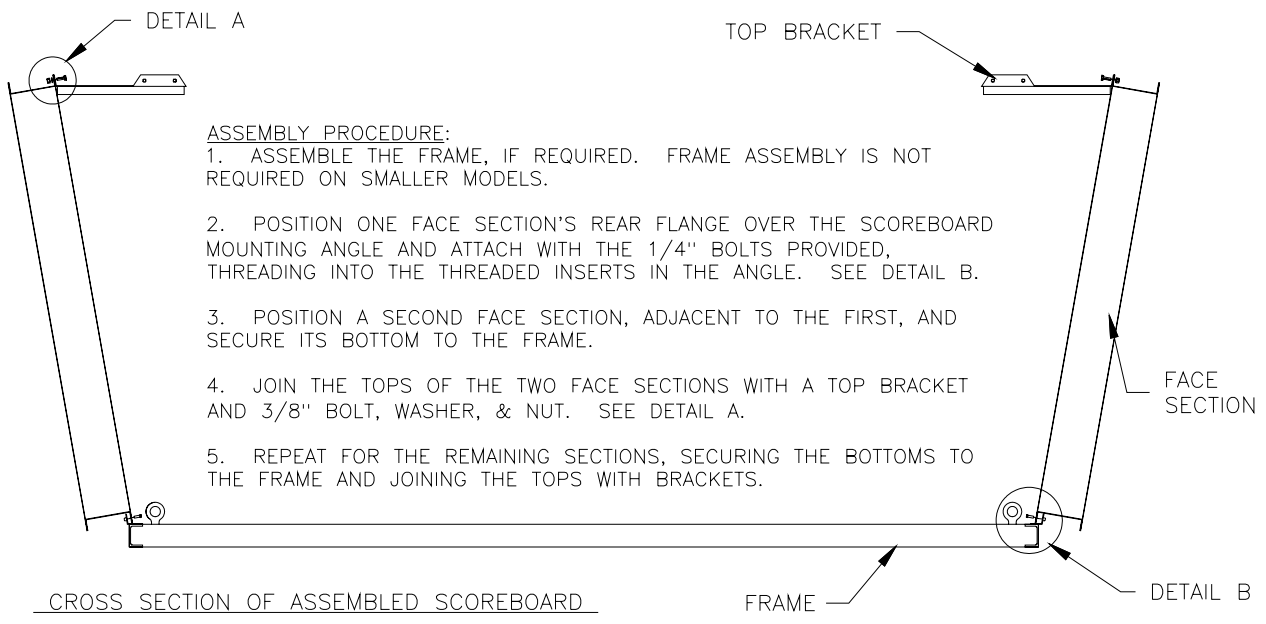 DETAIL A
TOP BRACKET
ASSEMBLY PROCEDURE:
1. ASSEMBLE THE FRAME, IF REQUIRED. FRAME ASSEMBLY IS NOT
REQUIRED ON SMALLER MODELS.
2. POSITION ONE FACE SECTION'S REAR FLANGE OVER THE SCOREBOARD
MOUNTING ANGLE AND ATTACH WITH THE 1/4" BOLTS PROVIDED,
THREADING INTO THE THREADED INSERTS IN THE ANGLE. SEE DETAIL B.
3. POSITION A SECOND FACE SECTION, ADJACENT TO THE FIRST, AND
SECURE ITS BOTTOM TO THE FRAME.
4. JOIN THE TOPS OF THE TWO FACE SECTIONS WITH A TOP BRACKET
AND 3/8" BOLT, WASHER, & NUT. SEE DETAIL A.
5. REPEAT FOR THE REMAINING SECTIONS, SECURING THE BOTTOMS TO
THE FRAME AND JOINING THE TOPS WITH BRACKETS.
FACE
SECTION
CROSS SECTION OF ASSEMBLED SCOREBOARD
FRAME
DETAIL B